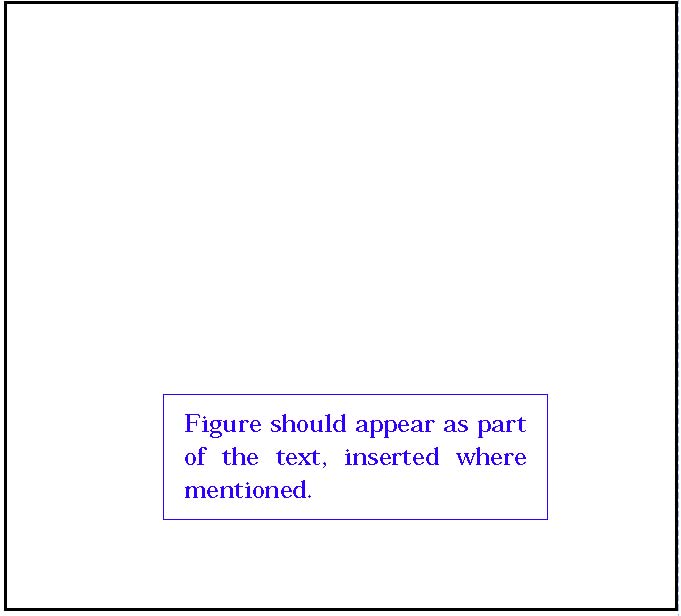 Figure should appear as part
of the text, inserted where
mentioned.